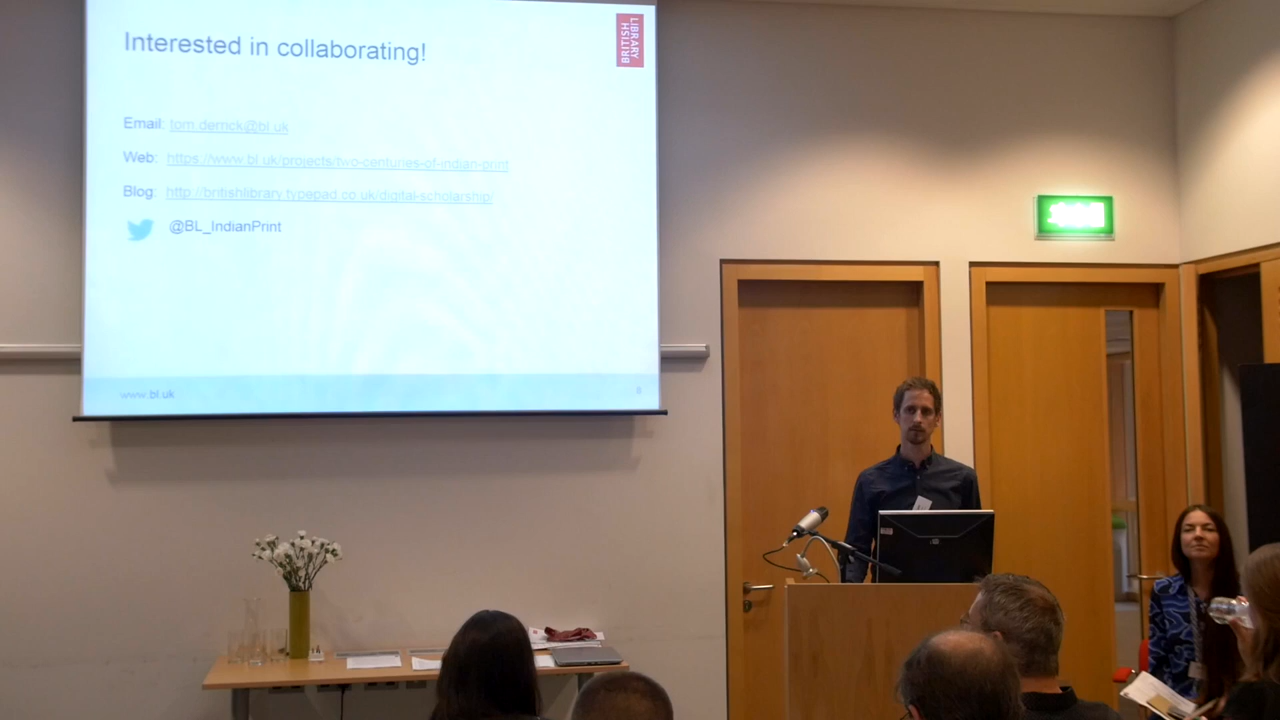 Interested in collaborating!
LIBRARY
BRITISH
Email: tom.derrick@bl.uk
Web: https://www.bl.uk/projects/two-centuries-of-indian-print
Blog: http://britishlibrary.typepad.co.uk/digital-scholarship/
@BL_IndianPrint
www.bl.uk